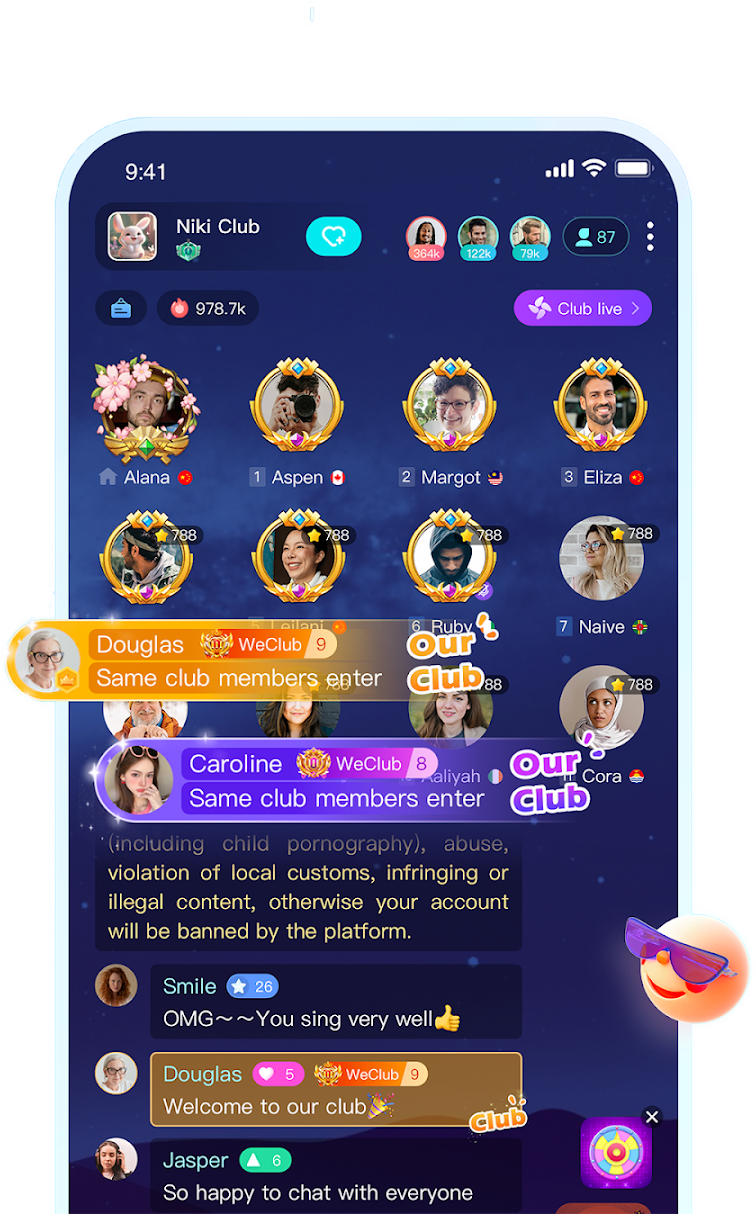 9:41
Niki Club
364k
122k
79k
87
978.7k
Club live
Alana
1 Aspen
2 Margot
3 Eliza
788
788
788
788
5 Leilani
6 Ruby
7 Naive
Douglas WeClub 9
Same club members enter
Our
Club
788
88
788
Caroline WeClub 8
Same club members enter
Our
Club
Aaliyah
11 Cora
(including child pornography), abuse,
violation of local customs, infringing or
illegal content, otherwise your account
will be banned by the platform.
Smile 26
OMG～～You sing very well👍
Douglas 5 WeClub 9
Welcome to our club🎉
Club
Jasper 6
So happy to chat with everyone